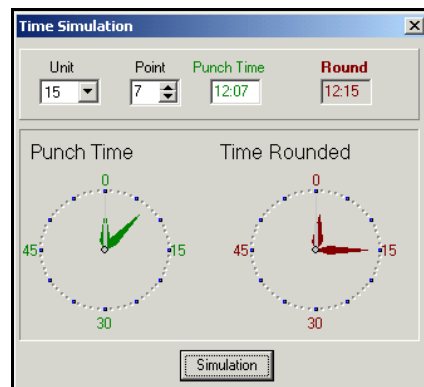 Time Simulation
Unit Point Punch Time Round
15 7 12:07 12:15
Punch Time Time Rounded
0 0
45 15 45 15
30 30
Simulation